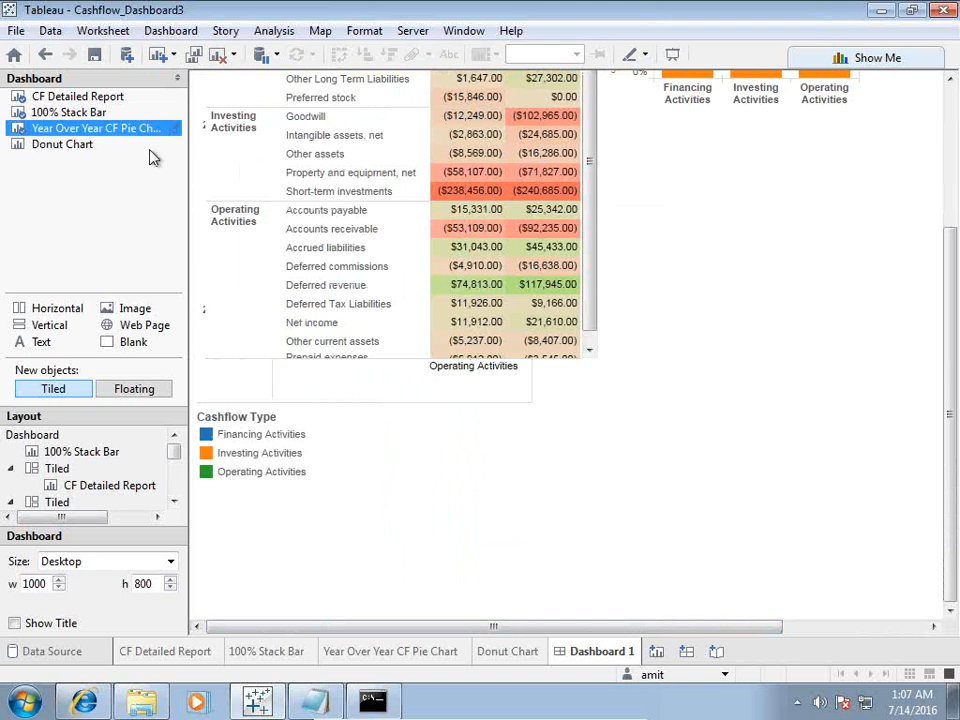 Tableau - Cashflow_Dashboard3
File Data Worksheet Dashboard Story Analysis Map Format Server Window Help
Abc Show Me
Dashboard
CF Detailed Report
100% Stack Bar
Year Over Year CF Pie Ch...
Donut Chart
Horizontal Image
Vertical Web Page
A Text Blank
New objects:
Tiled Floating
Layout
Dashboard
100% Stack Bar
Tiled
CF Detailed Report
Tiled
Dashboard
Size: Desktop
w 1000 h 800
Show Title
Other Long Term Liabilities $1,647.00 $27,302.00
Preferred stock ($15,846.00) $0.00
Investing Activities Goodwill ($12,249.00) ($102,965.00)
Intangible assets, net ($2,863.00) ($24,685.00)
Other assets ($8,569.00) ($16,286.00)
Property and equipment, net ($58,107.00) ($71,827.00)
Short-term investments ($238,456.00) ($240,685.00)
Operating Activities Accounts payable $15,331.00 $25,342.00
Accounts receivable ($53,109.00) ($92,235.00)
Accrued liabilities $31,043.00 $45,433.00
Deferred commissions ($4,910.00) ($16,638.00)
Deferred revenue $74,813.00 $117,945.00
Deferred Tax Liabilities $11,926.00 $9,166.00
Net income $11,912.00 $21,610.00
Other current assets ($5,237.00) ($8,407.00)
Prepaid expenses
Operating Activities
0%
Financing Activities Investing Activities Operating Activities
Cashflow Type
Financing Activities
Investing Activities
Operating Activities
Data Source CF Detailed Report 100% Stack Bar Year Over Year CF Pie Chart Donut Chart Dashboard 1
amit
1:07 AM
7/14/2016